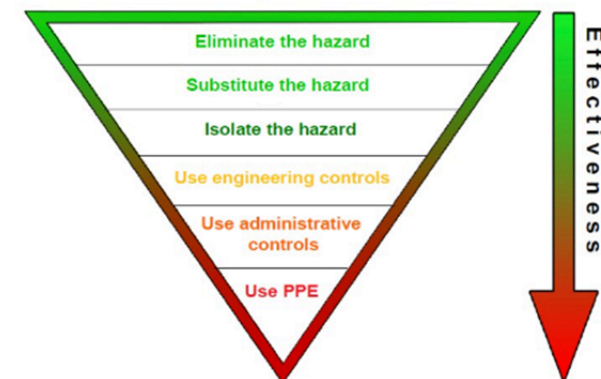 Eliminate the hazard
Substitute the hazard
Isolate the hazard
Use engineering controls
Use administrative
controls
Use PPE
Effectiveness